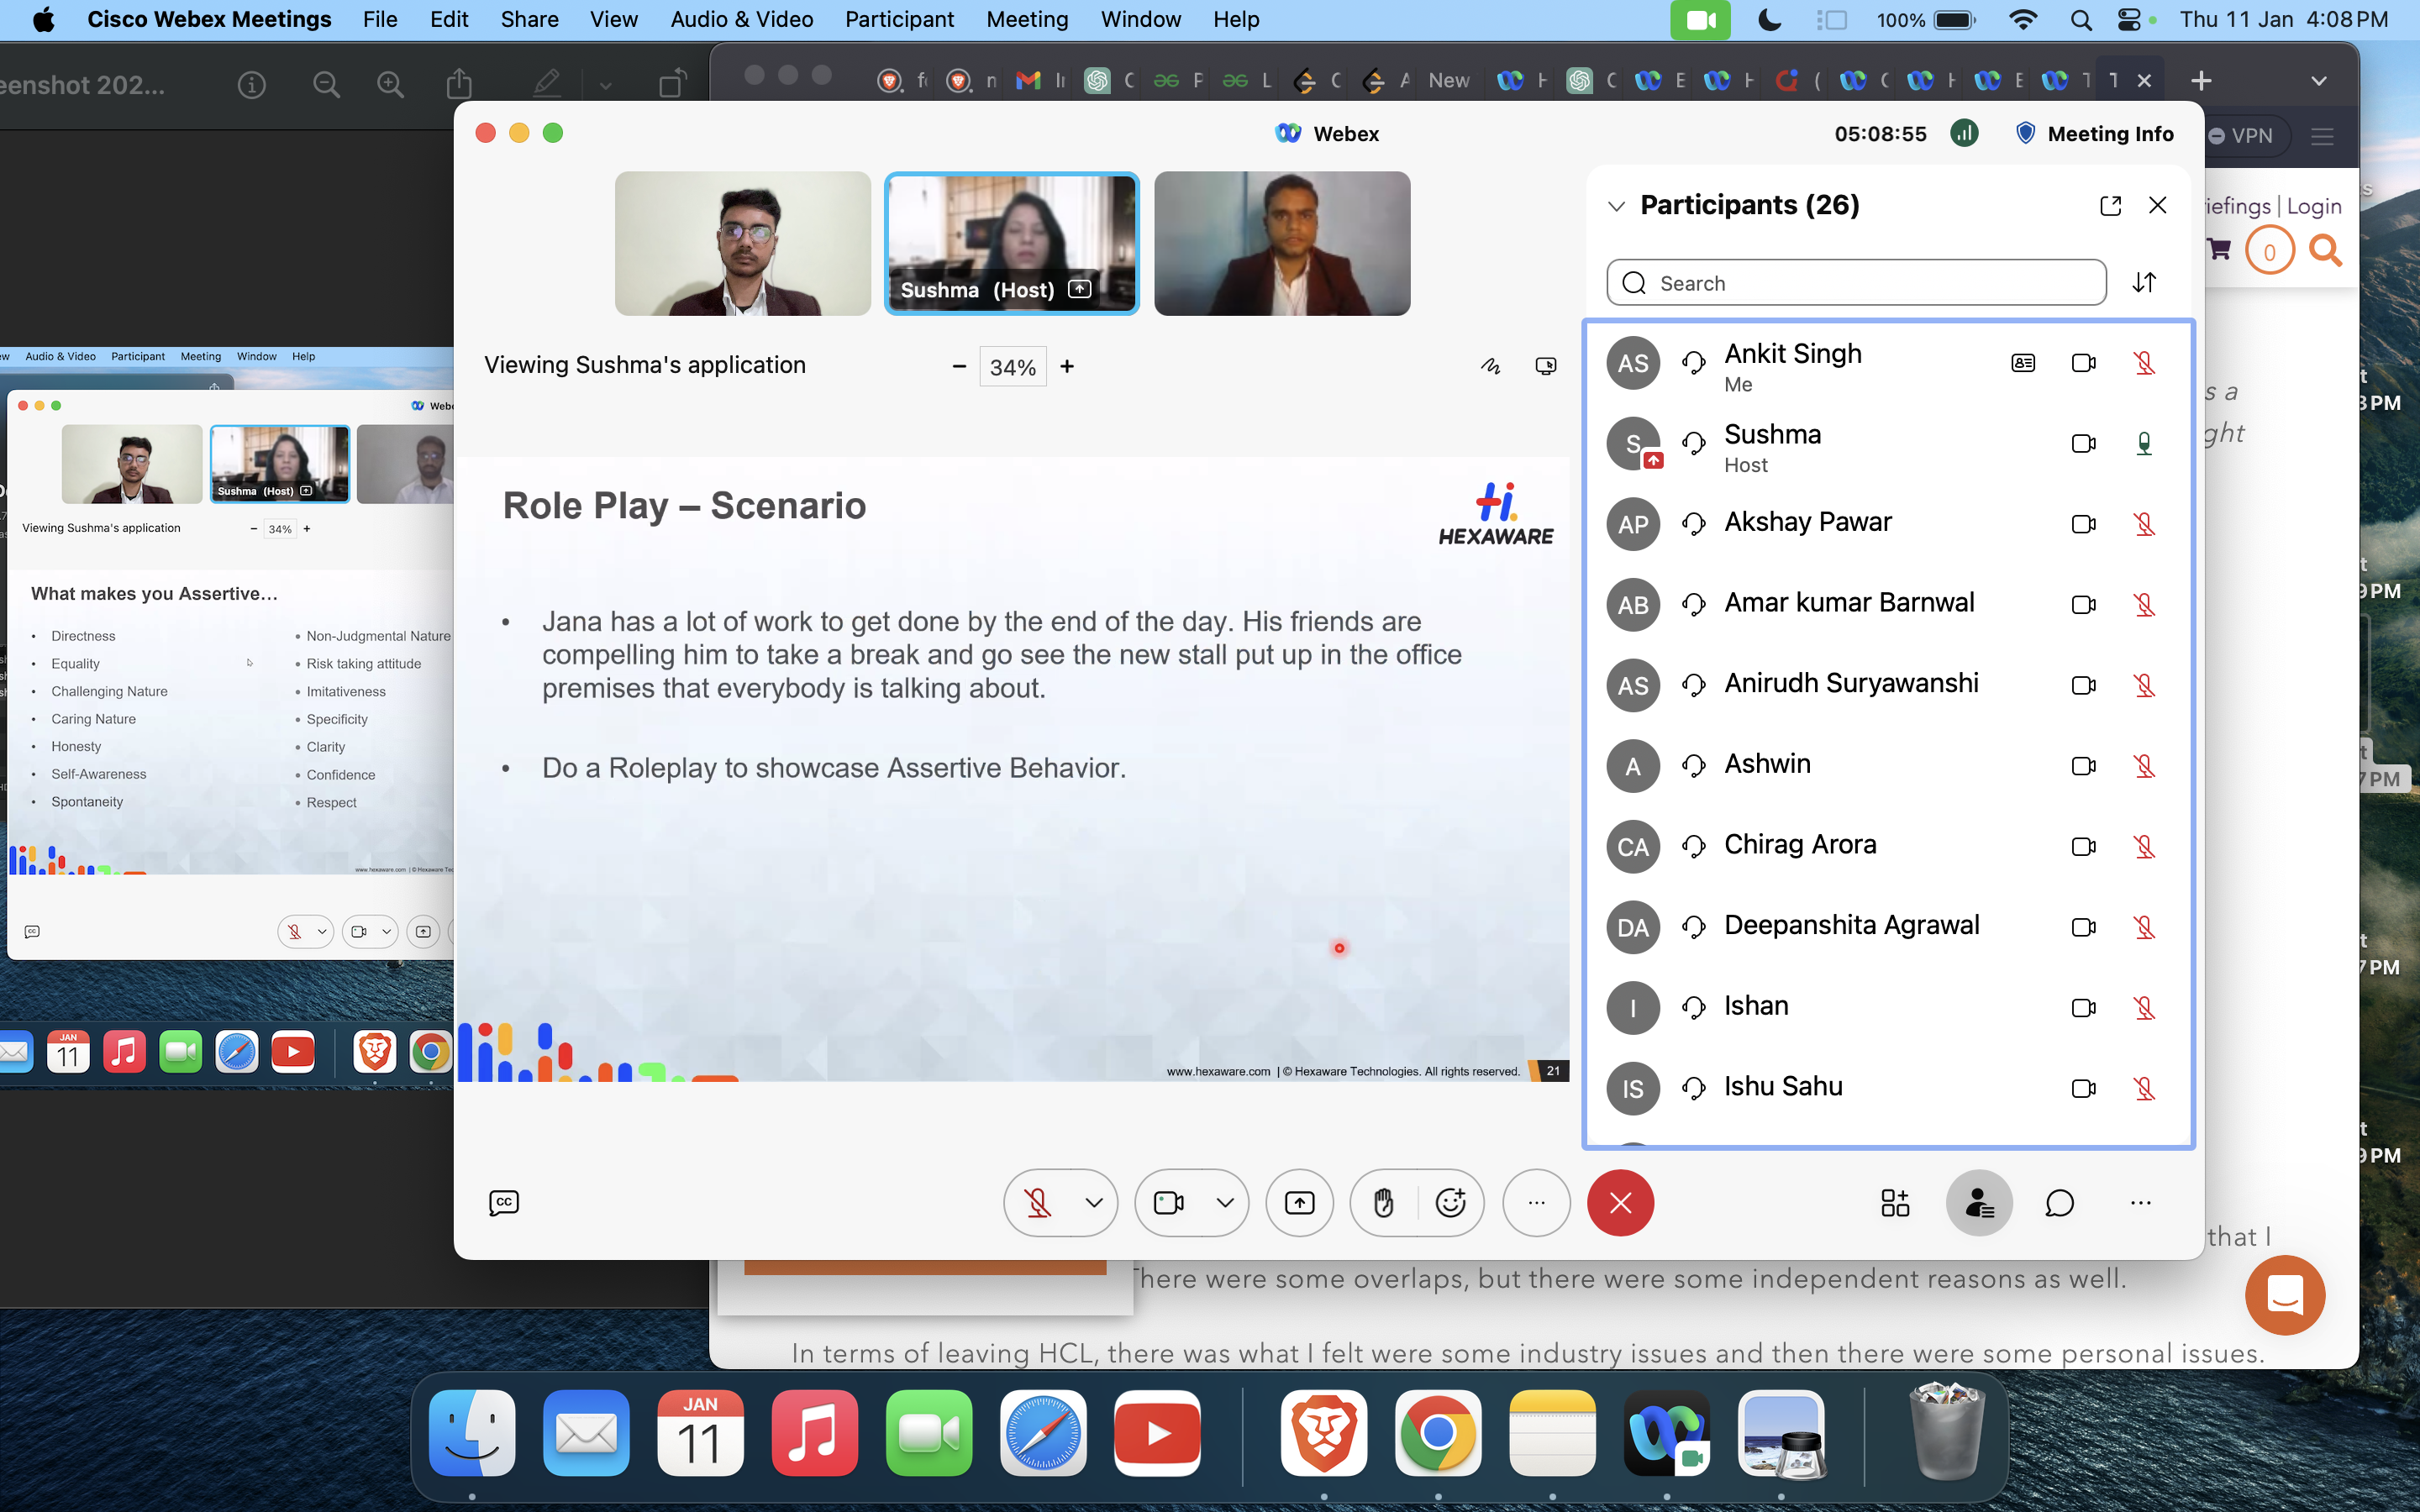 Cisco Webex Meetings File Edit Share View Audio & Video Participant Meeting Window Help 100% Thu 11 Jan 4:08 PM
eenshot 202...
New
VPN
Webex
05:08:55 Meeting Info
Sushma (Host)
Viewing Sushma's application
34%
Role Play – Scenario
HEXAWARE
• Jana has a lot of work to get done by the end of the day. His friends are
compelling him to take a break and go see the new stall put up in the office
premises that everybody is talking about.
• Do a Roleplay to showcase Assertive Behavior.
www.hexaware.com | © Hexaware Technologies. All rights reserved. 21
CC
Participants (26)
Search
AS Ankit Singh
Me
S Sushma
Host
AP Akshay Pawar
AB Amar kumar Barnwal
AS Anirudh Suryawanshi
A Ashwin
CA Chirag Arora
DA Deepanshita Agrawal
I Ishan
IS Ishu Sahu
iefings | Login
0
s a
ght
that I
There were some overlaps, but there were some independent reasons as well.
In terms of leaving HCL, there was what I felt were some industry issues and then there were some personal issues.
Audio & Video Participant Meeting Window Help
Sushma (Host)
Viewing Sushma's application
34%
What makes you Assertive...
• Directness
• Equality
• Challenging Nature
• Caring Nature
• Honesty
• Self-Awareness
• Spontaneity
• Non-Judgmental Nature
• Risk taking attitude
• Imitativeness
• Specificity
• Clarity
• Confidence
• Respect
www.hexaware.com | © Hexaware
JAN
11
JAN
11